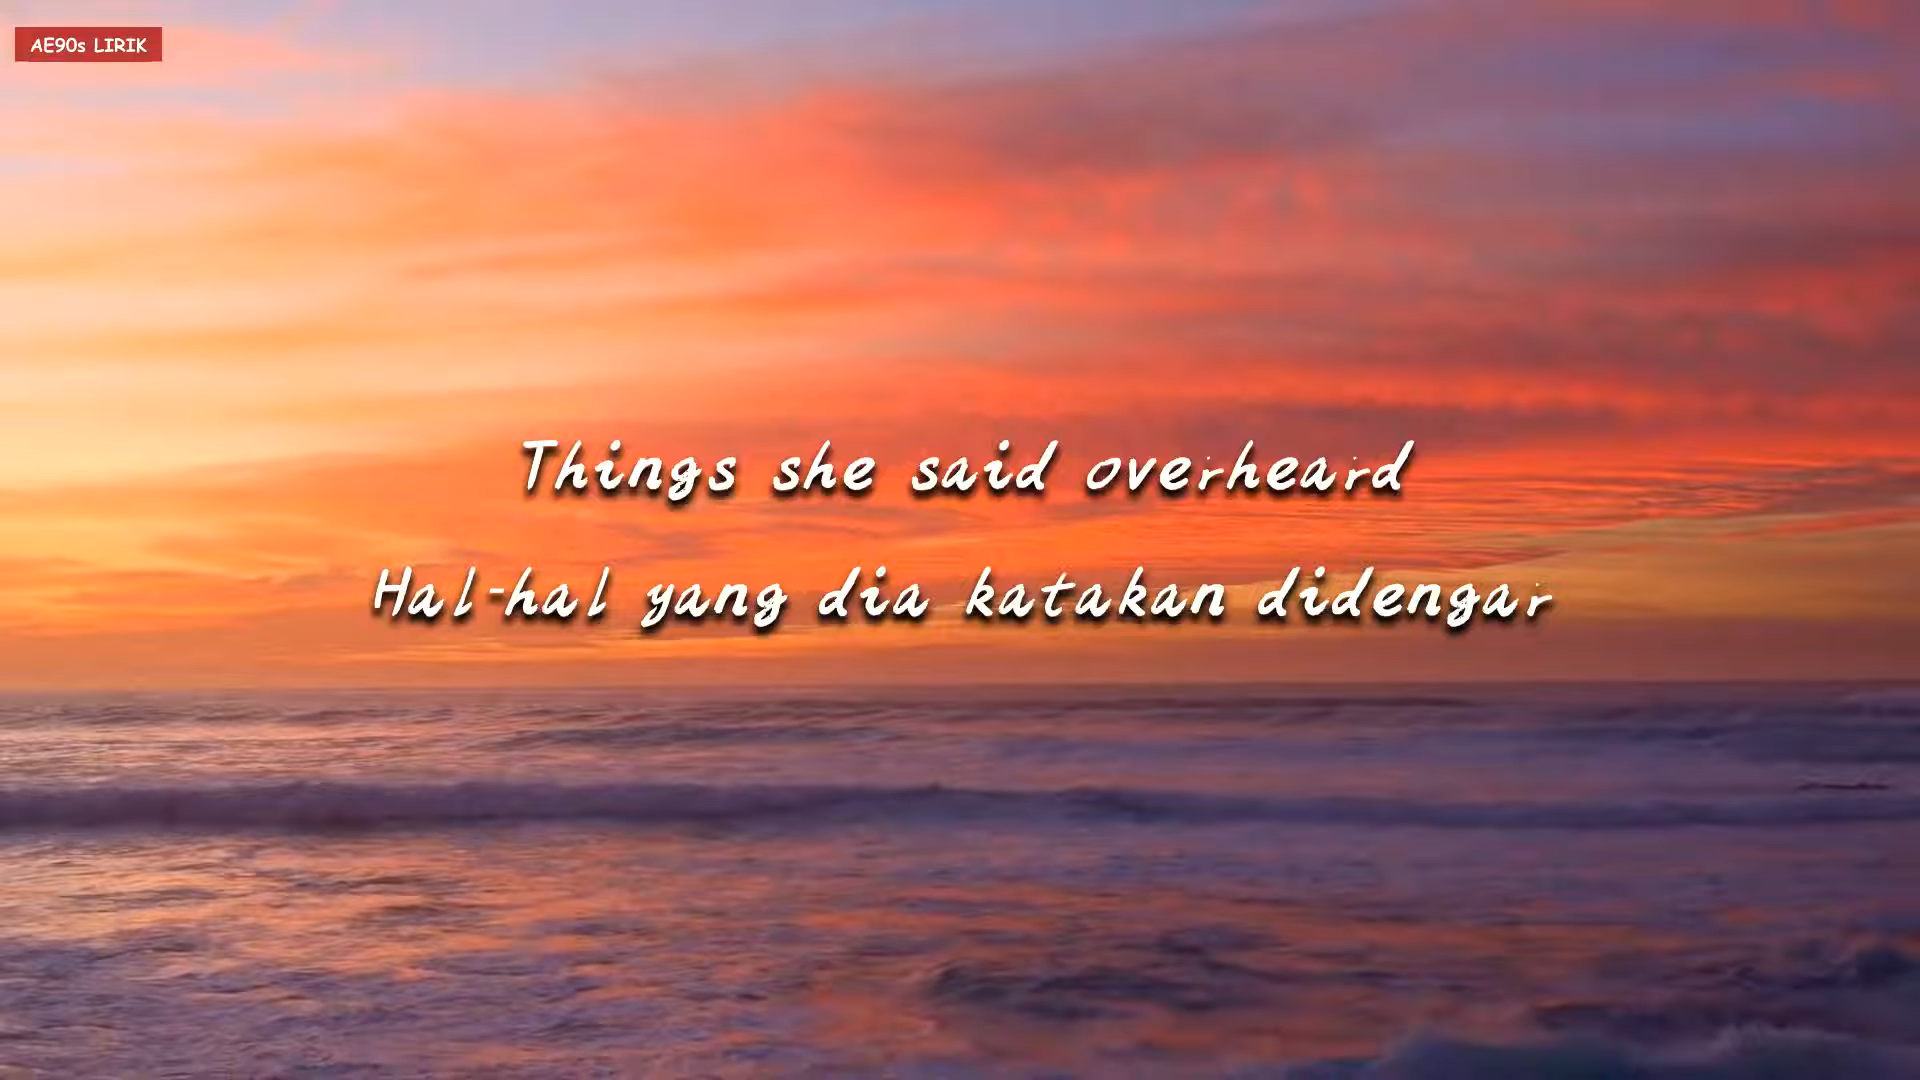 AE90s LIRIK
Things she said overheard
Hal-hal yang dia katakan didengar